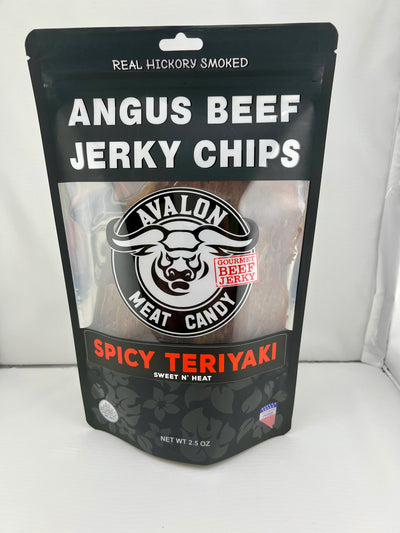 REAL HICKORY SMOKED
ANGUS BEEF
JERKY CHIPS
AVALON
GOURMET
BEEF
JERKY
MEAT CANDY
SPICY TERIYAKI
SWEET N' HEAT
NET WT 2.5 OZ